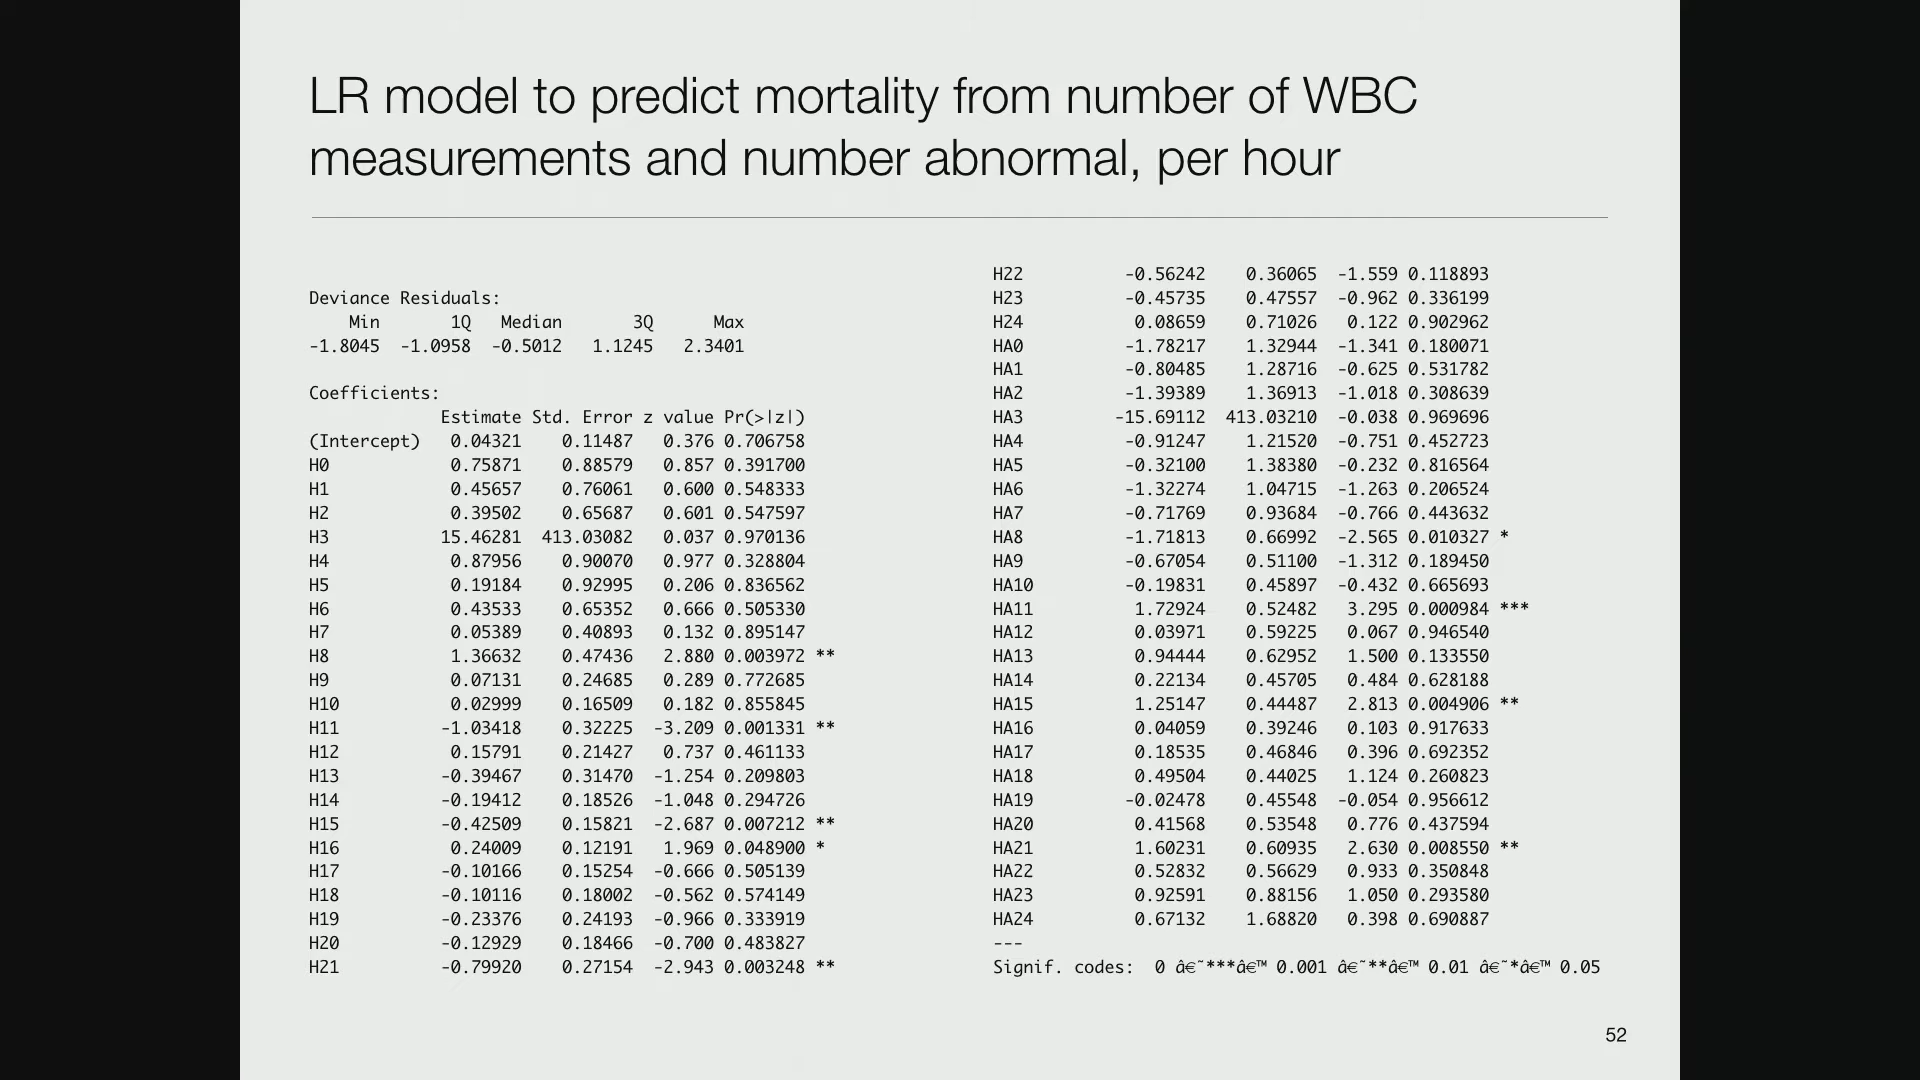 LR model to predict mortality from number of WBC
measurements and number abnormal, per hour
Deviance Residuals:
Min 1Q Median 3Q Max
-1.8045 -1.0958 -0.5012 1.1245 2.3401
Coefficients:
Estimate Std. Error z value Pr(>|z|)
(Intercept) 0.04321 0.11487 0.376 0.706758
H0 0.75871 0.88579 0.857 0.391700
H1 0.45657 0.76061 0.600 0.548333
H2 0.39502 0.65687 0.601 0.547597
H3 15.46281 413.03082 0.037 0.970136
H4 0.87956 0.90070 0.977 0.328804
H5 0.19184 0.92995 0.206 0.836562
H6 0.43533 0.65352 0.666 0.505330
H7 0.05389 0.40893 0.132 0.895147
H8 1.36632 0.47436 2.880 0.003972 **
H9 0.07131 0.24685 0.289 0.772685
H10 0.02999 0.16509 0.182 0.855845
H11 -1.03418 0.32225 -3.209 0.001331 **
H12 0.15791 0.21427 0.737 0.461133
H13 -0.39467 0.31470 -1.254 0.209803
H14 -0.19412 0.18526 -1.048 0.294726
H15 -0.42509 0.15821 -2.687 0.007212 **
H16 0.24009 0.12191 1.969 0.048900 *
H17 -0.10166 0.15254 -0.666 0.505139
H18 -0.10116 0.18002 -0.562 0.574149
H19 -0.23376 0.24193 -0.966 0.333919
H20 -0.12929 0.18466 -0.700 0.483827
H21 -0.79920 0.27154 -2.943 0.003248 **
H22 -0.56242 0.36065 -1.559 0.118893
H23 -0.45735 0.47557 -0.962 0.336199
H24 0.08659 0.71026 0.122 0.902962
HA0 -1.78217 1.32944 -1.341 0.180071
HA1 -0.80485 1.28716 -0.625 0.531782
HA2 -1.39389 1.36913 -1.018 0.308639
HA3 -15.69112 413.03210 -0.038 0.969696
HA4 -0.91247 1.21520 -0.751 0.452723
HA5 -0.32100 1.38380 -0.232 0.816564
HA6 -1.32274 1.04715 -1.263 0.206524
HA7 -0.71769 0.93684 -0.766 0.443632
HA8 -1.71813 0.66992 -2.565 0.010327 *
HA9 -0.67054 0.51100 -1.312 0.189450
HA10 -0.19831 0.45897 -0.432 0.665693
HA11 1.72924 0.52482 3.295 0.000984 ***
HA12 0.03971 0.59225 0.067 0.946540
HA13 0.94444 0.62952 1.500 0.133550
HA14 0.22134 0.45705 0.484 0.628188
HA15 1.25147 0.44487 2.813 0.004906 **
HA16 0.04059 0.39246 0.103 0.917633
HA17 0.18535 0.46846 0.396 0.692352
HA18 0.49504 0.44025 1.124 0.260823
HA19 -0.02478 0.45548 -0.054 0.956612
HA20 0.41568 0.53548 0.776 0.437594
HA21 1.60231 0.60935 2.630 0.008550 **
HA22 0.52832 0.56629 0.933 0.350848
HA23 0.92591 0.88156 1.050 0.293580
HA24 0.67132 1.68820 0.398 0.690887
---
Signif. codes: 0 â€˜***â€™ 0.001 â€˜**â€™ 0.01 â€˜*â€™ 0.05
52